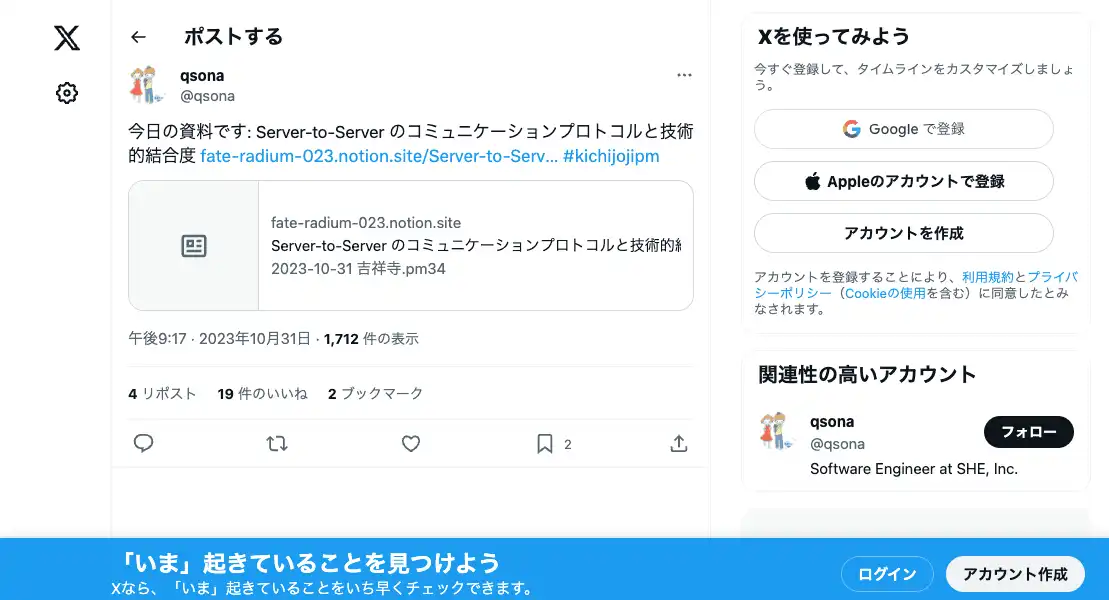 ポストする
qsona
@qsona
今日の資料です: Server-to-Server のコミュニケーションプロトコルと技術
的結合度 fate-radium-023.notion.site/Server-to-Serv… #kichijojipm
fate-radium-023.notion.site
Server-to-Server のコミュニケーションプロトコルと技術的
2023-10-31 吉祥寺.pm34
午後9:17 · 2023年10月31日 · 1,712 件の表示
4 リポスト 19 件のいいね 2 ブックマーク
2
Xを使ってみよう
今すぐ登録して、タイムラインをカスタマイズしましょ
う。
Google で登録
Appleのアカウントで登録
アカウントを作成
アカウントを登録することにより、利用規約とプライバ
シーポリシー（Cookieの使用を含む）に同意したとみ
なされます。
関連性の高いアカウント
qsona
@qsona
フォロー
Software Engineer at SHE, Inc.
「いま」起きていることを見つけよう
Xなら、「いま」起きていることをいち早くチェックできます。
ログイン
アカウント作成